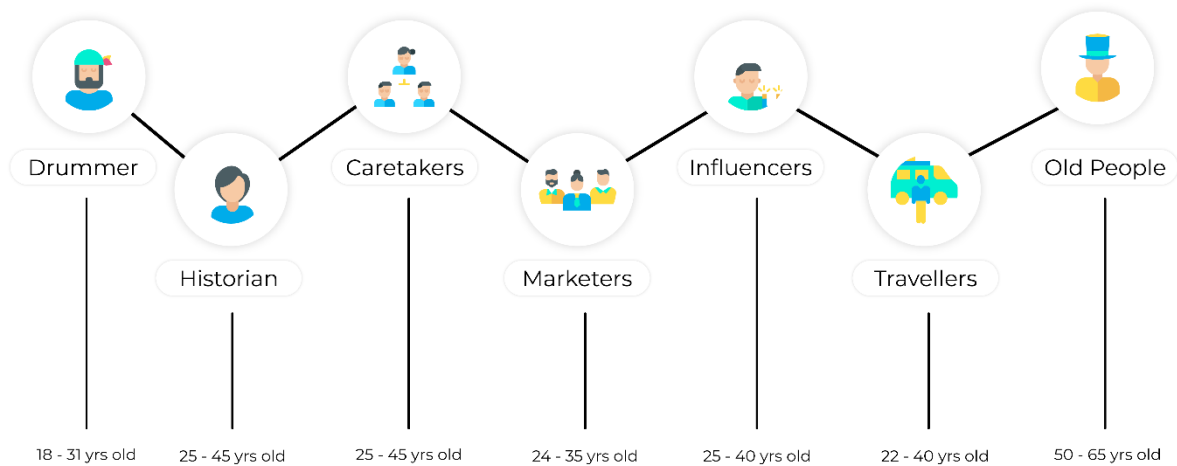 Drummer
Caretakers
Influencers
Old People
Historian
Marketers
Travellers
18 - 31 yrs old
25 - 45 yrs old
25 - 45 yrs old
24 - 35 yrs old
25 - 40 yrs old
22 - 40 yrs old
50 - 65 yrs old